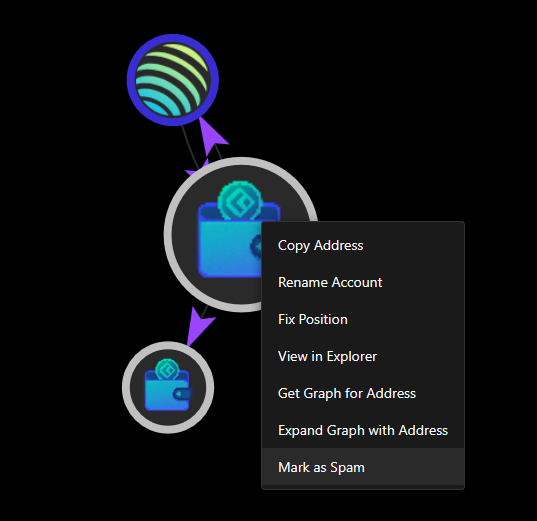 Copy Address
Rename Account
Fix Position
View in Explorer
Get Graph for Address
Expand Graph with Address
Mark as Spam